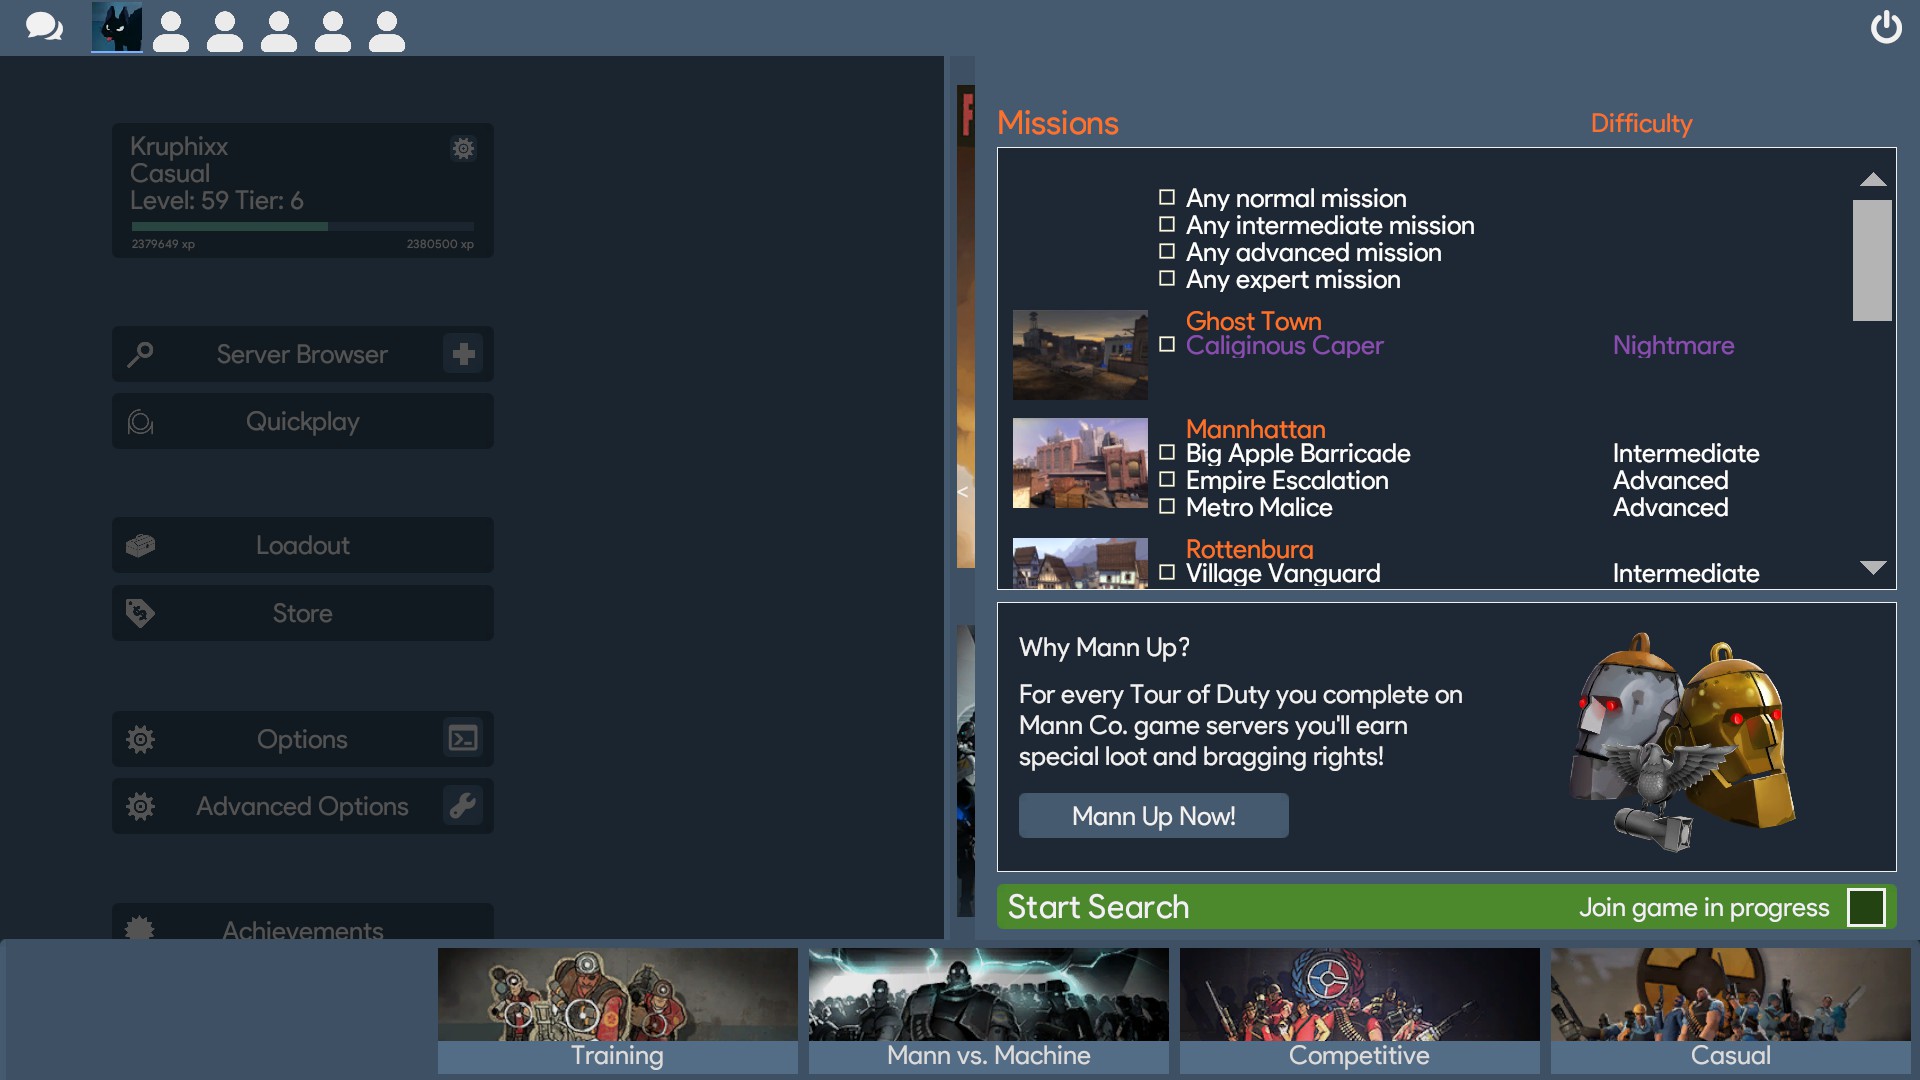 Kruphixx
Casual
Level: 59 Tier: 6
2379649 xp
2380500 xp
Server Browser
Quickplay
Loadout
Store
Options
Advanced Options
Achievements
F
<
Missions
Difficulty
Any normal mission
Any intermediate mission
Any advanced mission
Any expert mission
Ghost Town
Caliginous Caper
Nightmare
Mannhattan
Big Apple Barricade
Intermediate
Empire Escalation
Advanced
Metro Malice
Advanced
Rottenburg
Village Vanguard
Intermediate
Why Mann Up?
For every Tour of Duty you complete on
Mann Co. game servers you'll earn
special loot and bragging rights!
Mann Up Now!
Start Search
Join game in progress
Training
Mann vs. Machine
Competitive
Casual